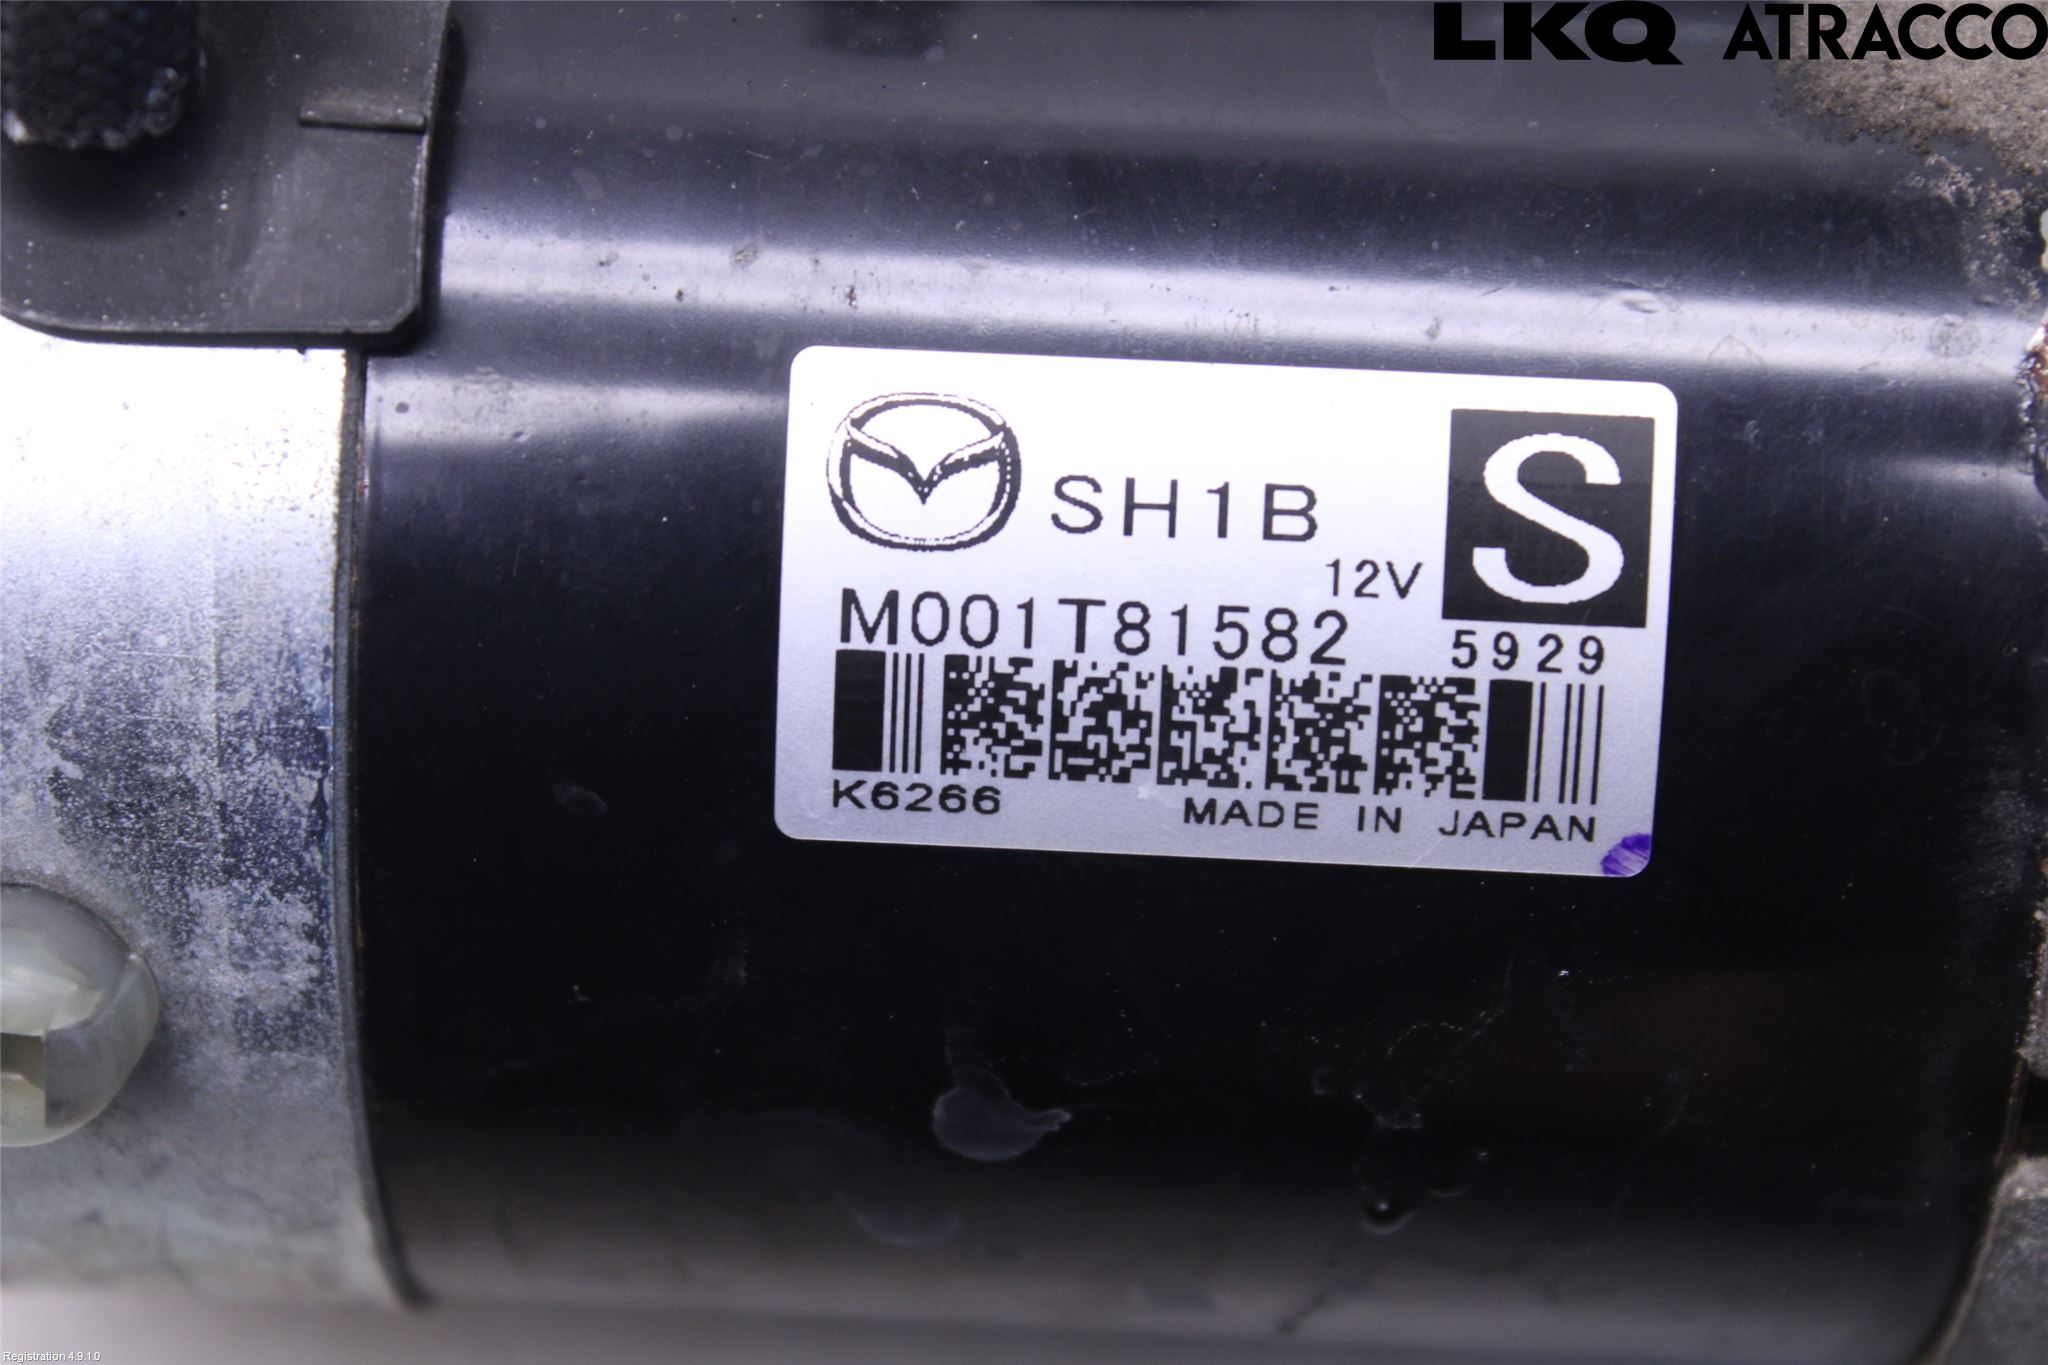 LKQ ATRACCO
SH1B
S
12V
M001T81582
5929
K6266
MADE IN JAPAN
Registration 4.9.1.0